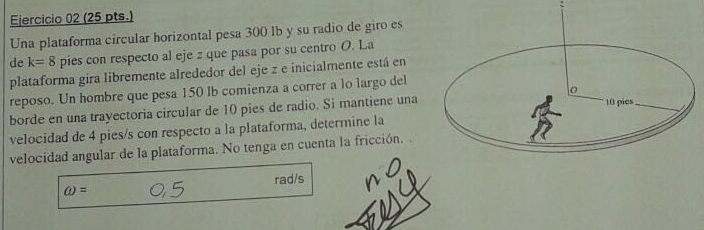 Ejercicio 02 (25 pts.)
Una plataforma circular horizontal pesa 300 lb y su radio de giro es
de k= 8 pies con respecto al eje z que pasa por su centro O. La
plataforma gira libremente alrededor del eje z e inicialmente está en
reposo. Un hombre que pesa 150 lb comienza a correr a lo largo del
borde en una trayectoria circular de 10 pies de radio. Si mantiene una
velocidad de 4 pies/s con respecto a la plataforma, determine la
velocidad angular de la plataforma. No tenga en cuenta la fricción. .
ω = 0,5 rad/s
no
z
O
10 pies